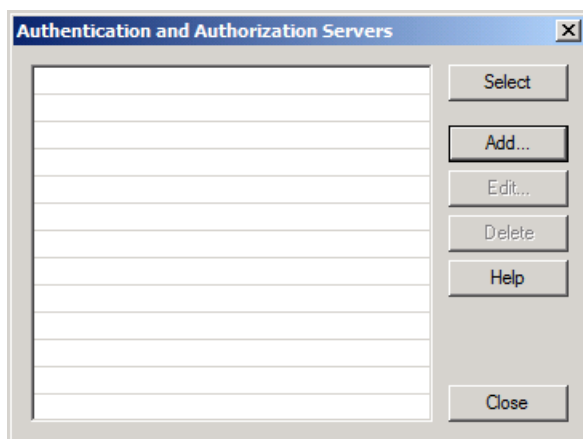 Authentication and Authorization Servers
Select
Add...
Edit...
Delete
Help
Close